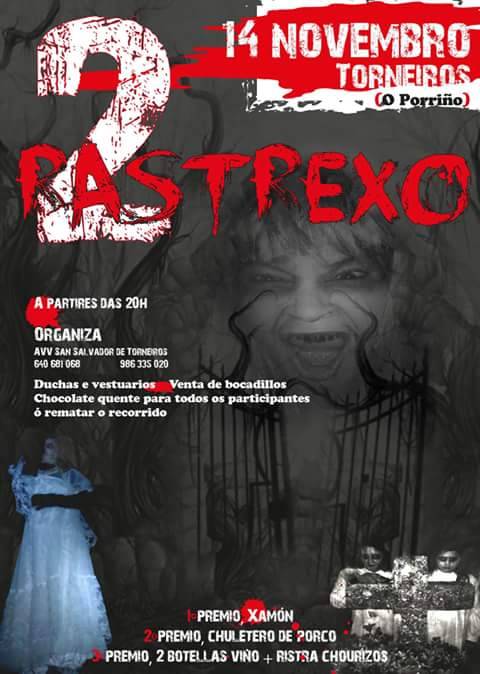 14 NOVEMBRO
TORNEIROS
(O Porriño)
2
RASTREXO
A PARTIRES DAS 20H
ORGANIZA
AVV SAN SALVADOR DE TORNEIROS
640 681 068 986 335 020
Duchas e vestuarios Venta de bocadillos
Chocolate quente para todos os participantes
ó rematar o recorrido
1º PREMIO, XAMÓN
2º PREMIO, CHULETERO DE PORCO
3º PREMIO, 2 BOTELLAS VIÑO + RISTRA CHOURIZOS